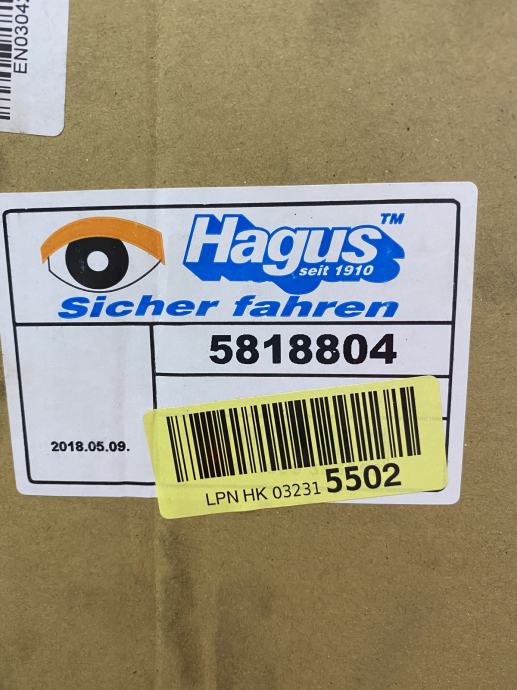 EN0304
Hagus™
seit 1910
Sicher fahren
5818804
2018.05.09.
LPN HK 03231 5502